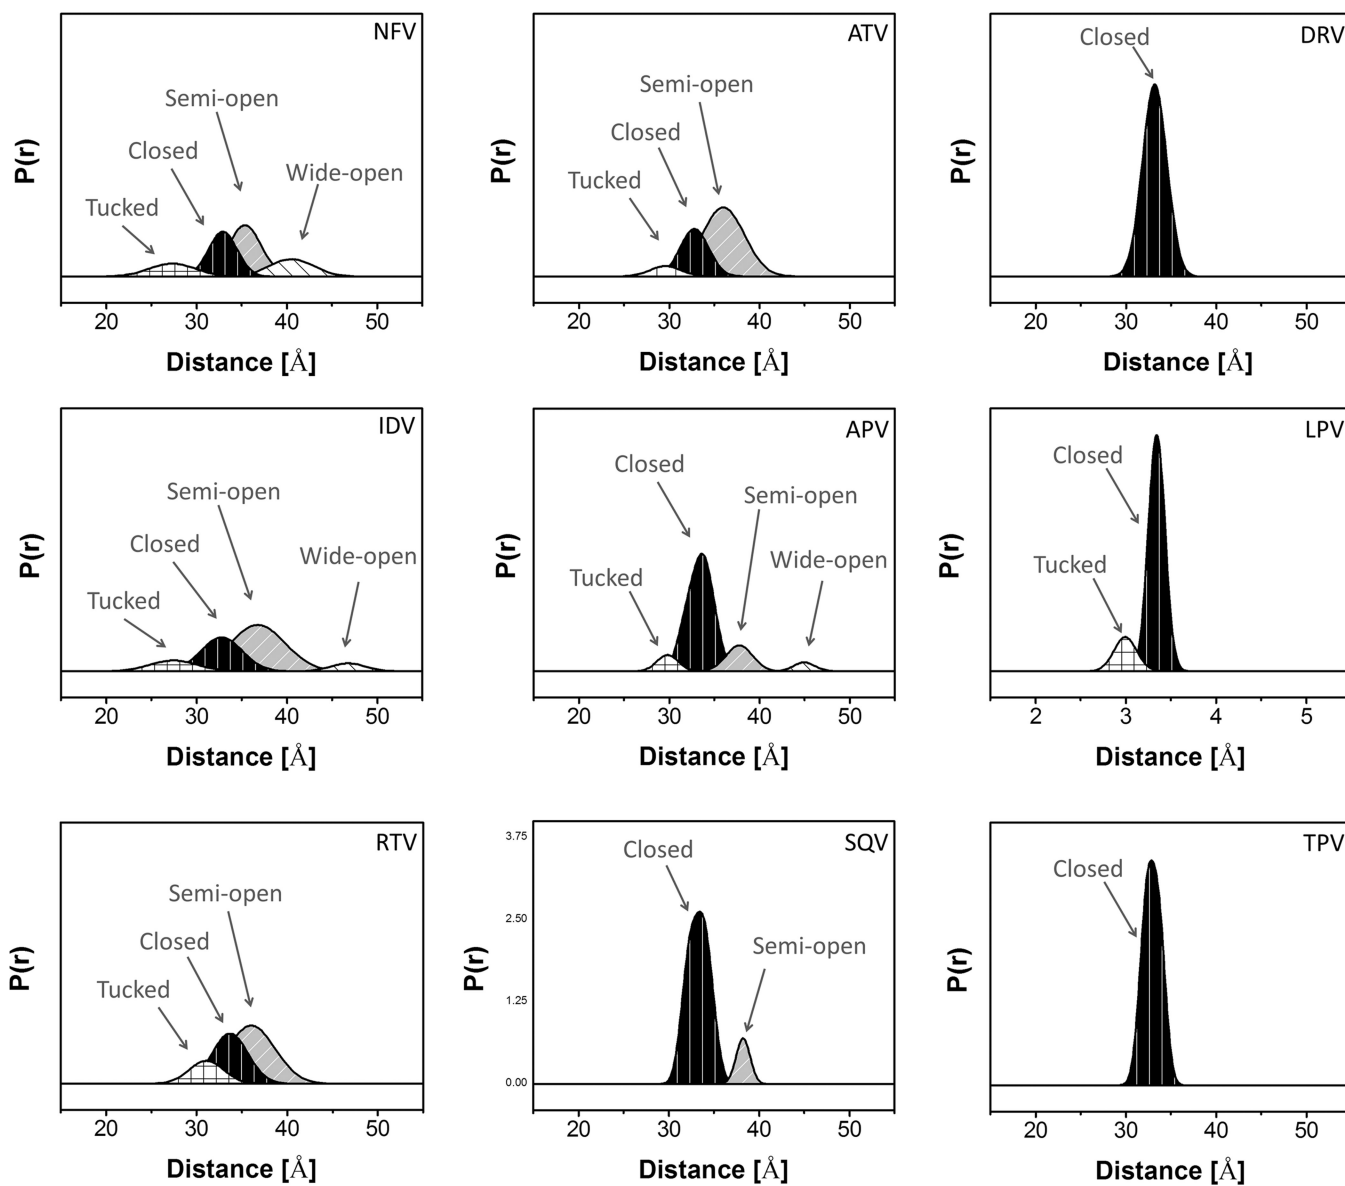 NFV
Semi-open
Closed
Wide-open
Tucked
P(r)
20 30 40 50
Distance [Å]
ATV
Semi-open
Closed
Tucked
P(r)
20 30 40 50
Distance [Å]
DRV
Closed
P(r)
20 30 40 50
Distance [Å]
IDV
Semi-open
Closed
Wide-open
Tucked
P(r)
20 30 40 50
Distance [Å]
APV
Closed
Semi-open
Wide-open
Tucked
P(r)
20 30 40 50
Distance [Å]
LPV
Closed
Tucked
P(r)
2 3 4 5
Distance [Å]
RTV
Semi-open
Closed
Tucked
P(r)
20 30 40 50
Distance [Å]
SQV
3.75
Closed
2.50
Semi-open
1.25
0.00
P(r)
20 30 40 50
Distance [Å]
TPV
Closed
P(r)
20 30 40 50
Distance [Å]